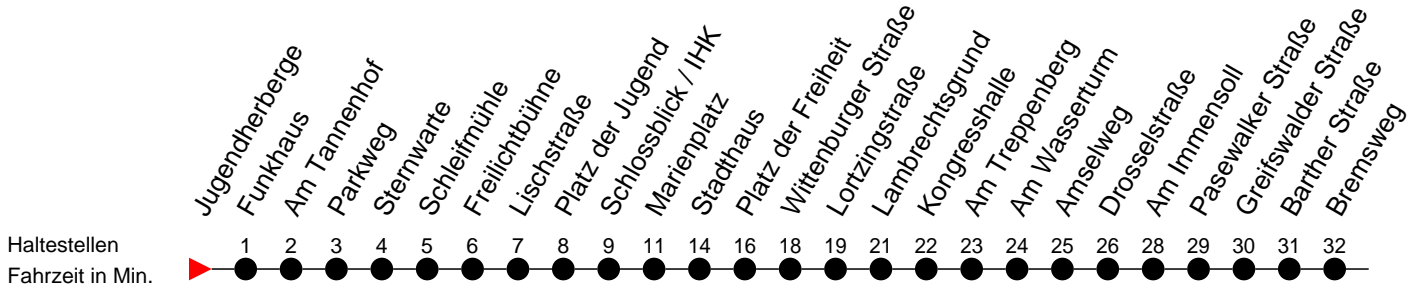 Jugendherberge
Funkhaus
Am Tannenhof
Parkweg
Sternwarte
Schleifmühle
Freilichtbühne
Lischstraße
Platz der Jugend
Schlossblick / IHK
Marienplatz
Stadthaus
Platz der Freiheit
Wittenburger Straße
Lortzingstraße
Lambrechtsgrund
Kongresshalle
Am Treppenberg
Am Wasserturm
Amselweg
Drosselstraße
Am Immensoll
Pasewalker Straße
Greifswalder Straße
Barther Straße
Bremsweg
Haltestellen 1 2 3 4 5 6 7 8 9 11 14 16 18 19 21 22 23 24 25 26 28 29 30 31 32
Fahrzeit in Min.